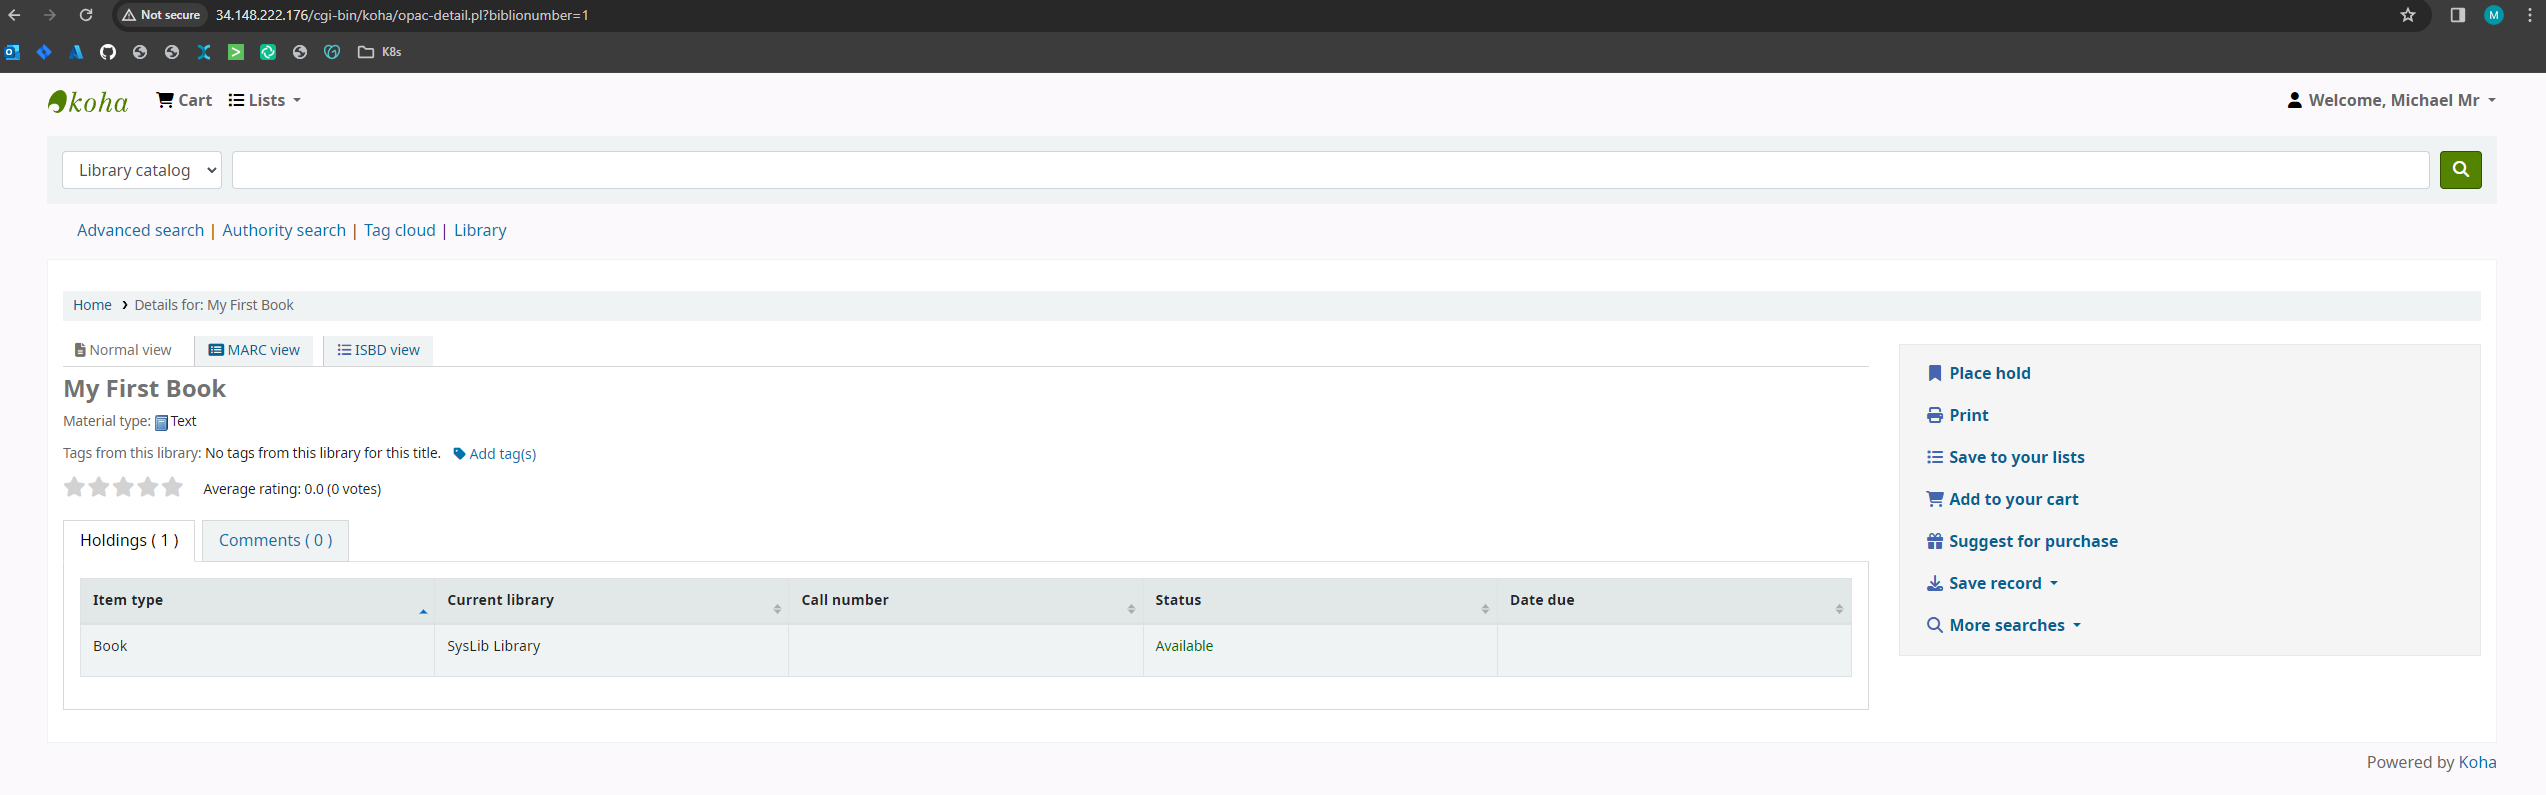 Not secure 34.148.222.176/cgi-bin/koha/opac-detail.pl?biblionumber=1 M
K8s
koha Cart Lists Welcome, Michael Mr
Library catalog
Advanced search | Authority search | Tag cloud | Library
Home › Details for: My First Book
Normal view MARC view ISBD view
My First Book
Material type: Text
Tags from this library: No tags from this library for this title. Add tag(s)
Average rating: 0.0 (0 votes)
Holdings ( 1 ) Comments ( 0 )
Item type Current library Call number Status Date due
Book SysLib Library Available
Place hold
Print
Save to your lists
Add to your cart
Suggest for purchase
Save record
More searches
Powered by Koha